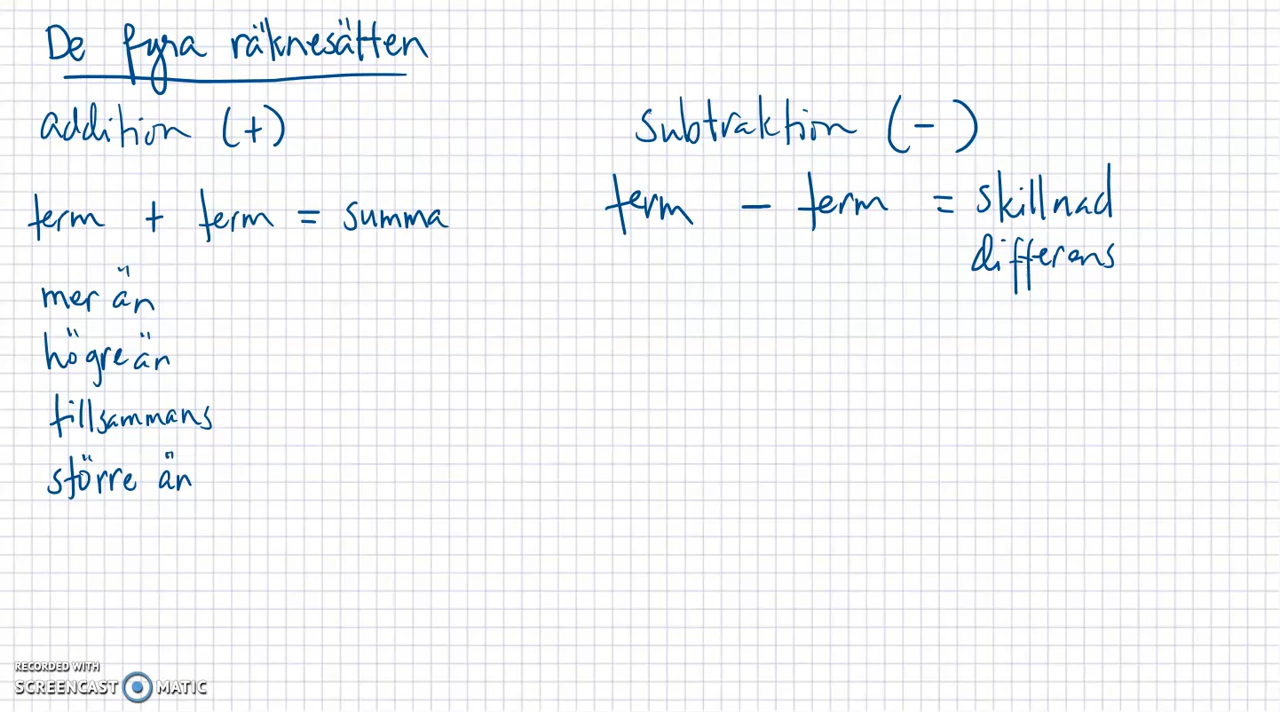 De fyra räknesätten
addition (+)
term + term = summa
mer än
högre än
tillsammans
större än
subtraktion (-)
term - term = skillnad
differens
RECORDED WITH
SCREENCAST MATIC